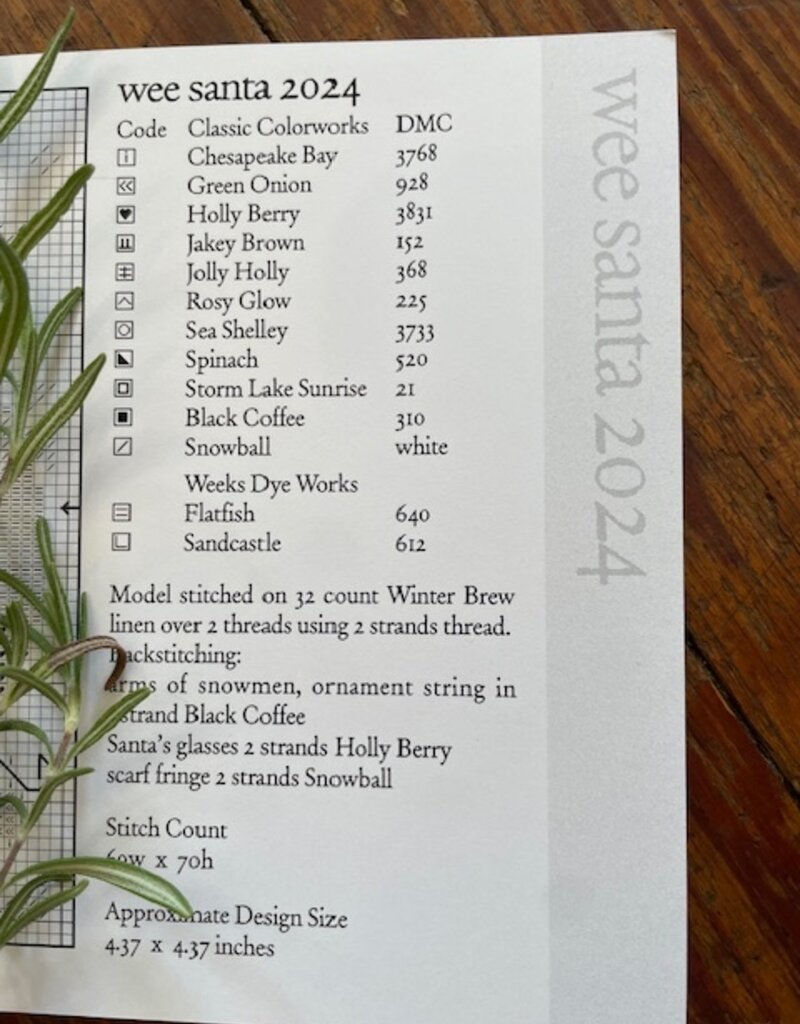 wee santa 2024
Code Classic Colorworks DMC
Chesapeake Bay 3768
Green Onion 928
Holly Berry 3831
Jakey Brown 152
Jolly Holly 368
Rosy Glow 225
Sea Shelley 3733
Spinach 520
Storm Lake Sunrise 21
Black Coffee 310
Snowball white
Weeks Dye Works
Flatfish 640
Sandcastle 612
Model stitched on 32 count Winter Brew
linen over 2 threads using 2 strands thread.
Backstitching:
arms of snowmen, ornament string in
strand Black Coffee
Santa's glasses 2 strands Holly Berry
scarf fringe 2 strands Snowball
Stitch Count
x 70h
Approximate Design Size
4.37 x 4.37 inches
wee santa 2024